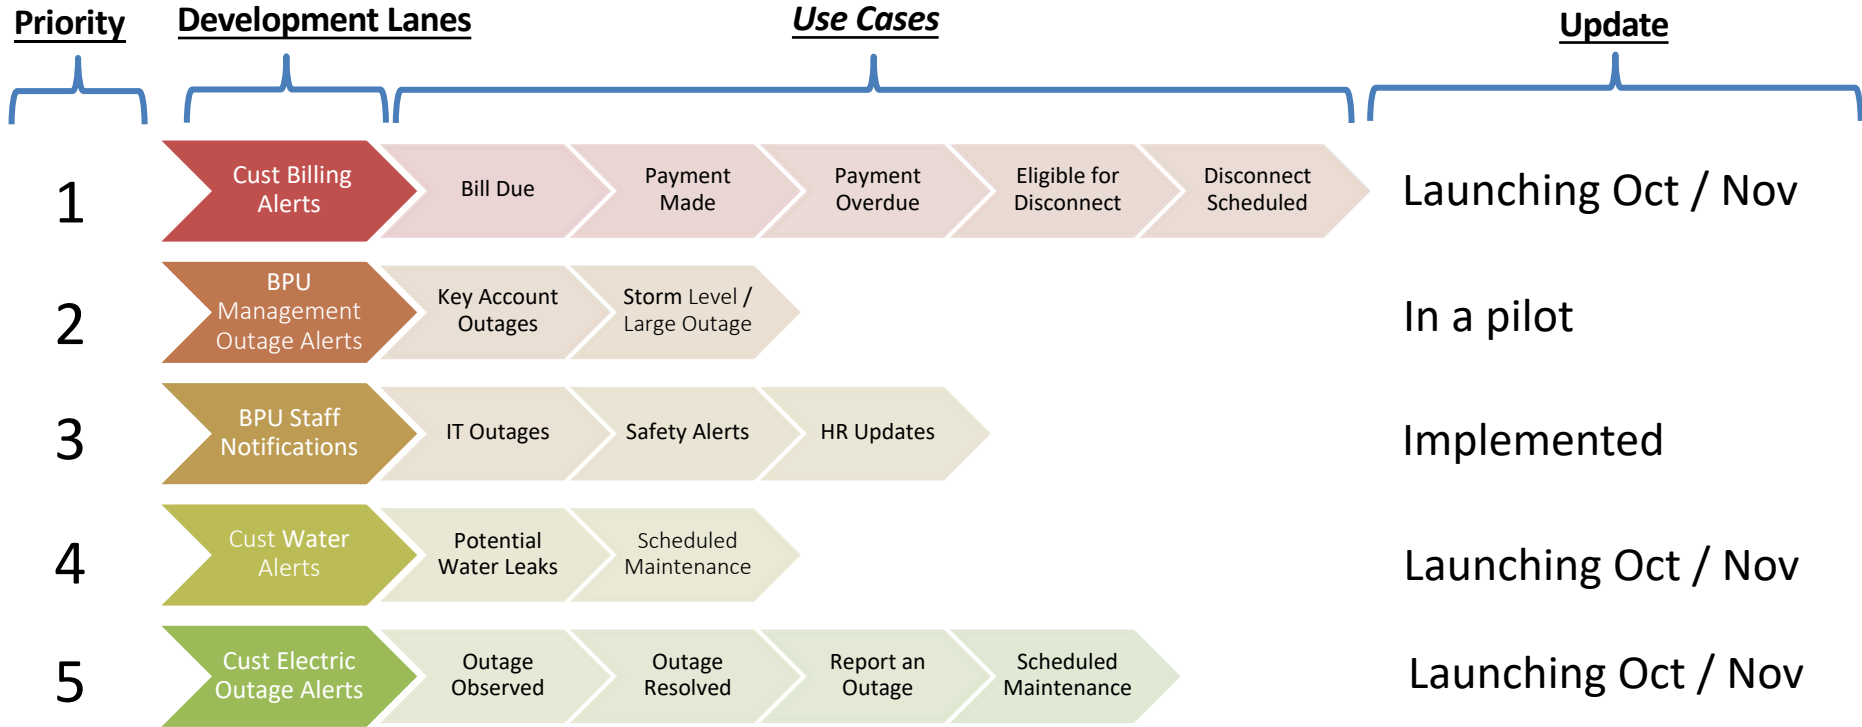 Priority
Development Lanes
Use Cases
Update
1
Cust Billing
Alerts
Bill Due
Payment
Made
Payment
Overdue
Eligible for
Disconnect
Disconnect
Scheduled
Launching Oct / Nov
2
BPU
Management
Outage Alerts
Key Account
Outages
Storm Level /
Large Outage
In a pilot
3
BPU Staff
Notifications
IT Outages
Safety Alerts
HR Updates
Implemented
4
Cust Water
Alerts
Potential
Water Leaks
Scheduled
Maintenance
Launching Oct / Nov
5
Cust Electric
Outage Alerts
Outage
Observed
Outage
Resolved
Report an
Outage
Scheduled
Maintenance
Launching Oct / Nov